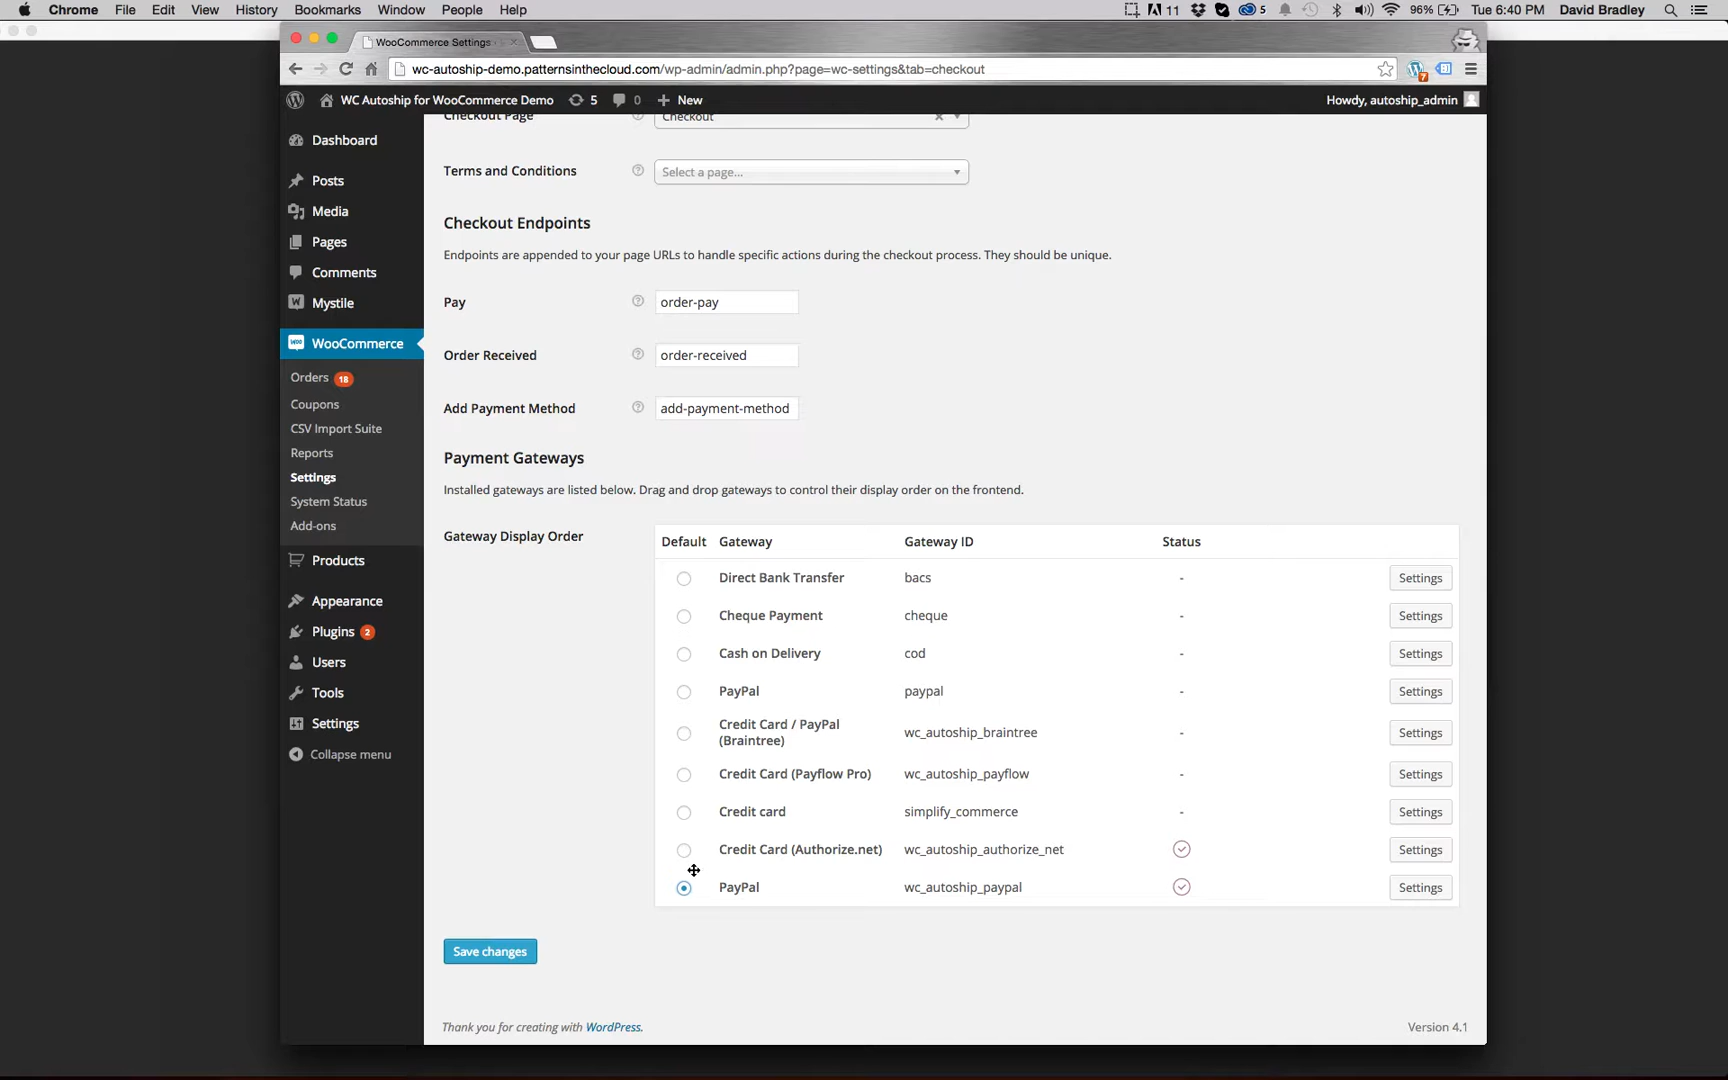 Chrome File Edit View History Bookmarks Window People Help 11 5 96% Tue 6:40 PM David Bradley
WooCommerce Settings
wc-autoship-demo.patternsinthecloud.com/wp-admin/admin.php?page=wc-settings&tab=checkout 7
WC Autoship for WooCommerce Demo 5 0 + New Howdy, autoship_admin
Dashboard
Posts
Media
Pages
Comments
Mystile
WooCommerce
Orders 18
Coupons
CSV Import Suite
Reports
Settings
System Status
Add-ons
Products
Appearance
Plugins 2
Users
Tools
Settings
Collapse menu
Checkout Page Checkout
Terms and Conditions Select a page...
Checkout Endpoints
Endpoints are appended to your page URLs to handle specific actions during the checkout process. They should be unique.
Pay order-pay
Order Received order-received
Add Payment Method add-payment-method
Payment Gateways
Installed gateways are listed below. Drag and drop gateways to control their display order on the frontend.
Gateway Display Order
Default Gateway Gateway ID Status
Direct Bank Transfer bacs - Settings
Cheque Payment cheque - Settings
Cash on Delivery cod - Settings
PayPal paypal - Settings
Credit Card / PayPal
(Braintree) wc_autoship_braintree - Settings
Credit Card (Payflow Pro) wc_autoship_payflow - Settings
Credit card simplify_commerce - Settings
Credit Card (Authorize.net) wc_autoship_authorize_net Settings
PayPal wc_autoship_paypal Settings
Save changes
Thank you for creating with WordPress. Version 4.1